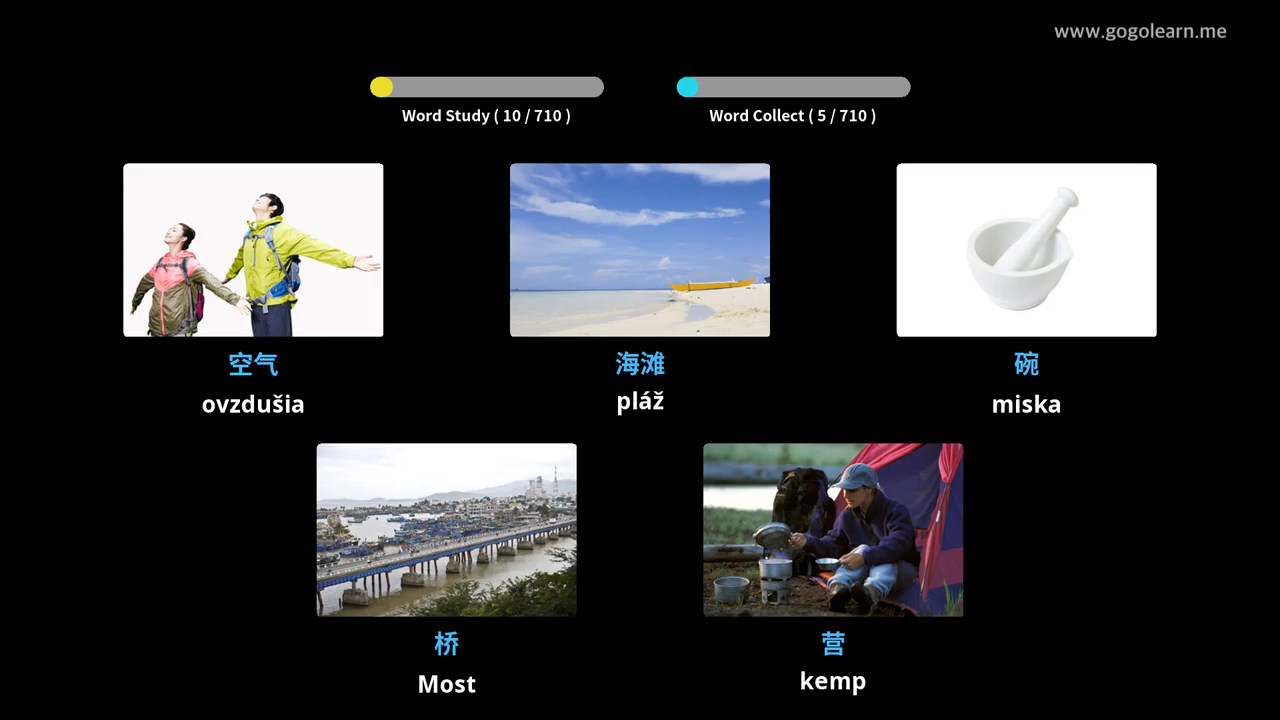 www.gogolearn.me
Word Study ( 10 / 710 )
Word Collect ( 5 / 710 )
空气
ovzdušia
海滩
pláž
碗
miska
桥
Most
营
kemp